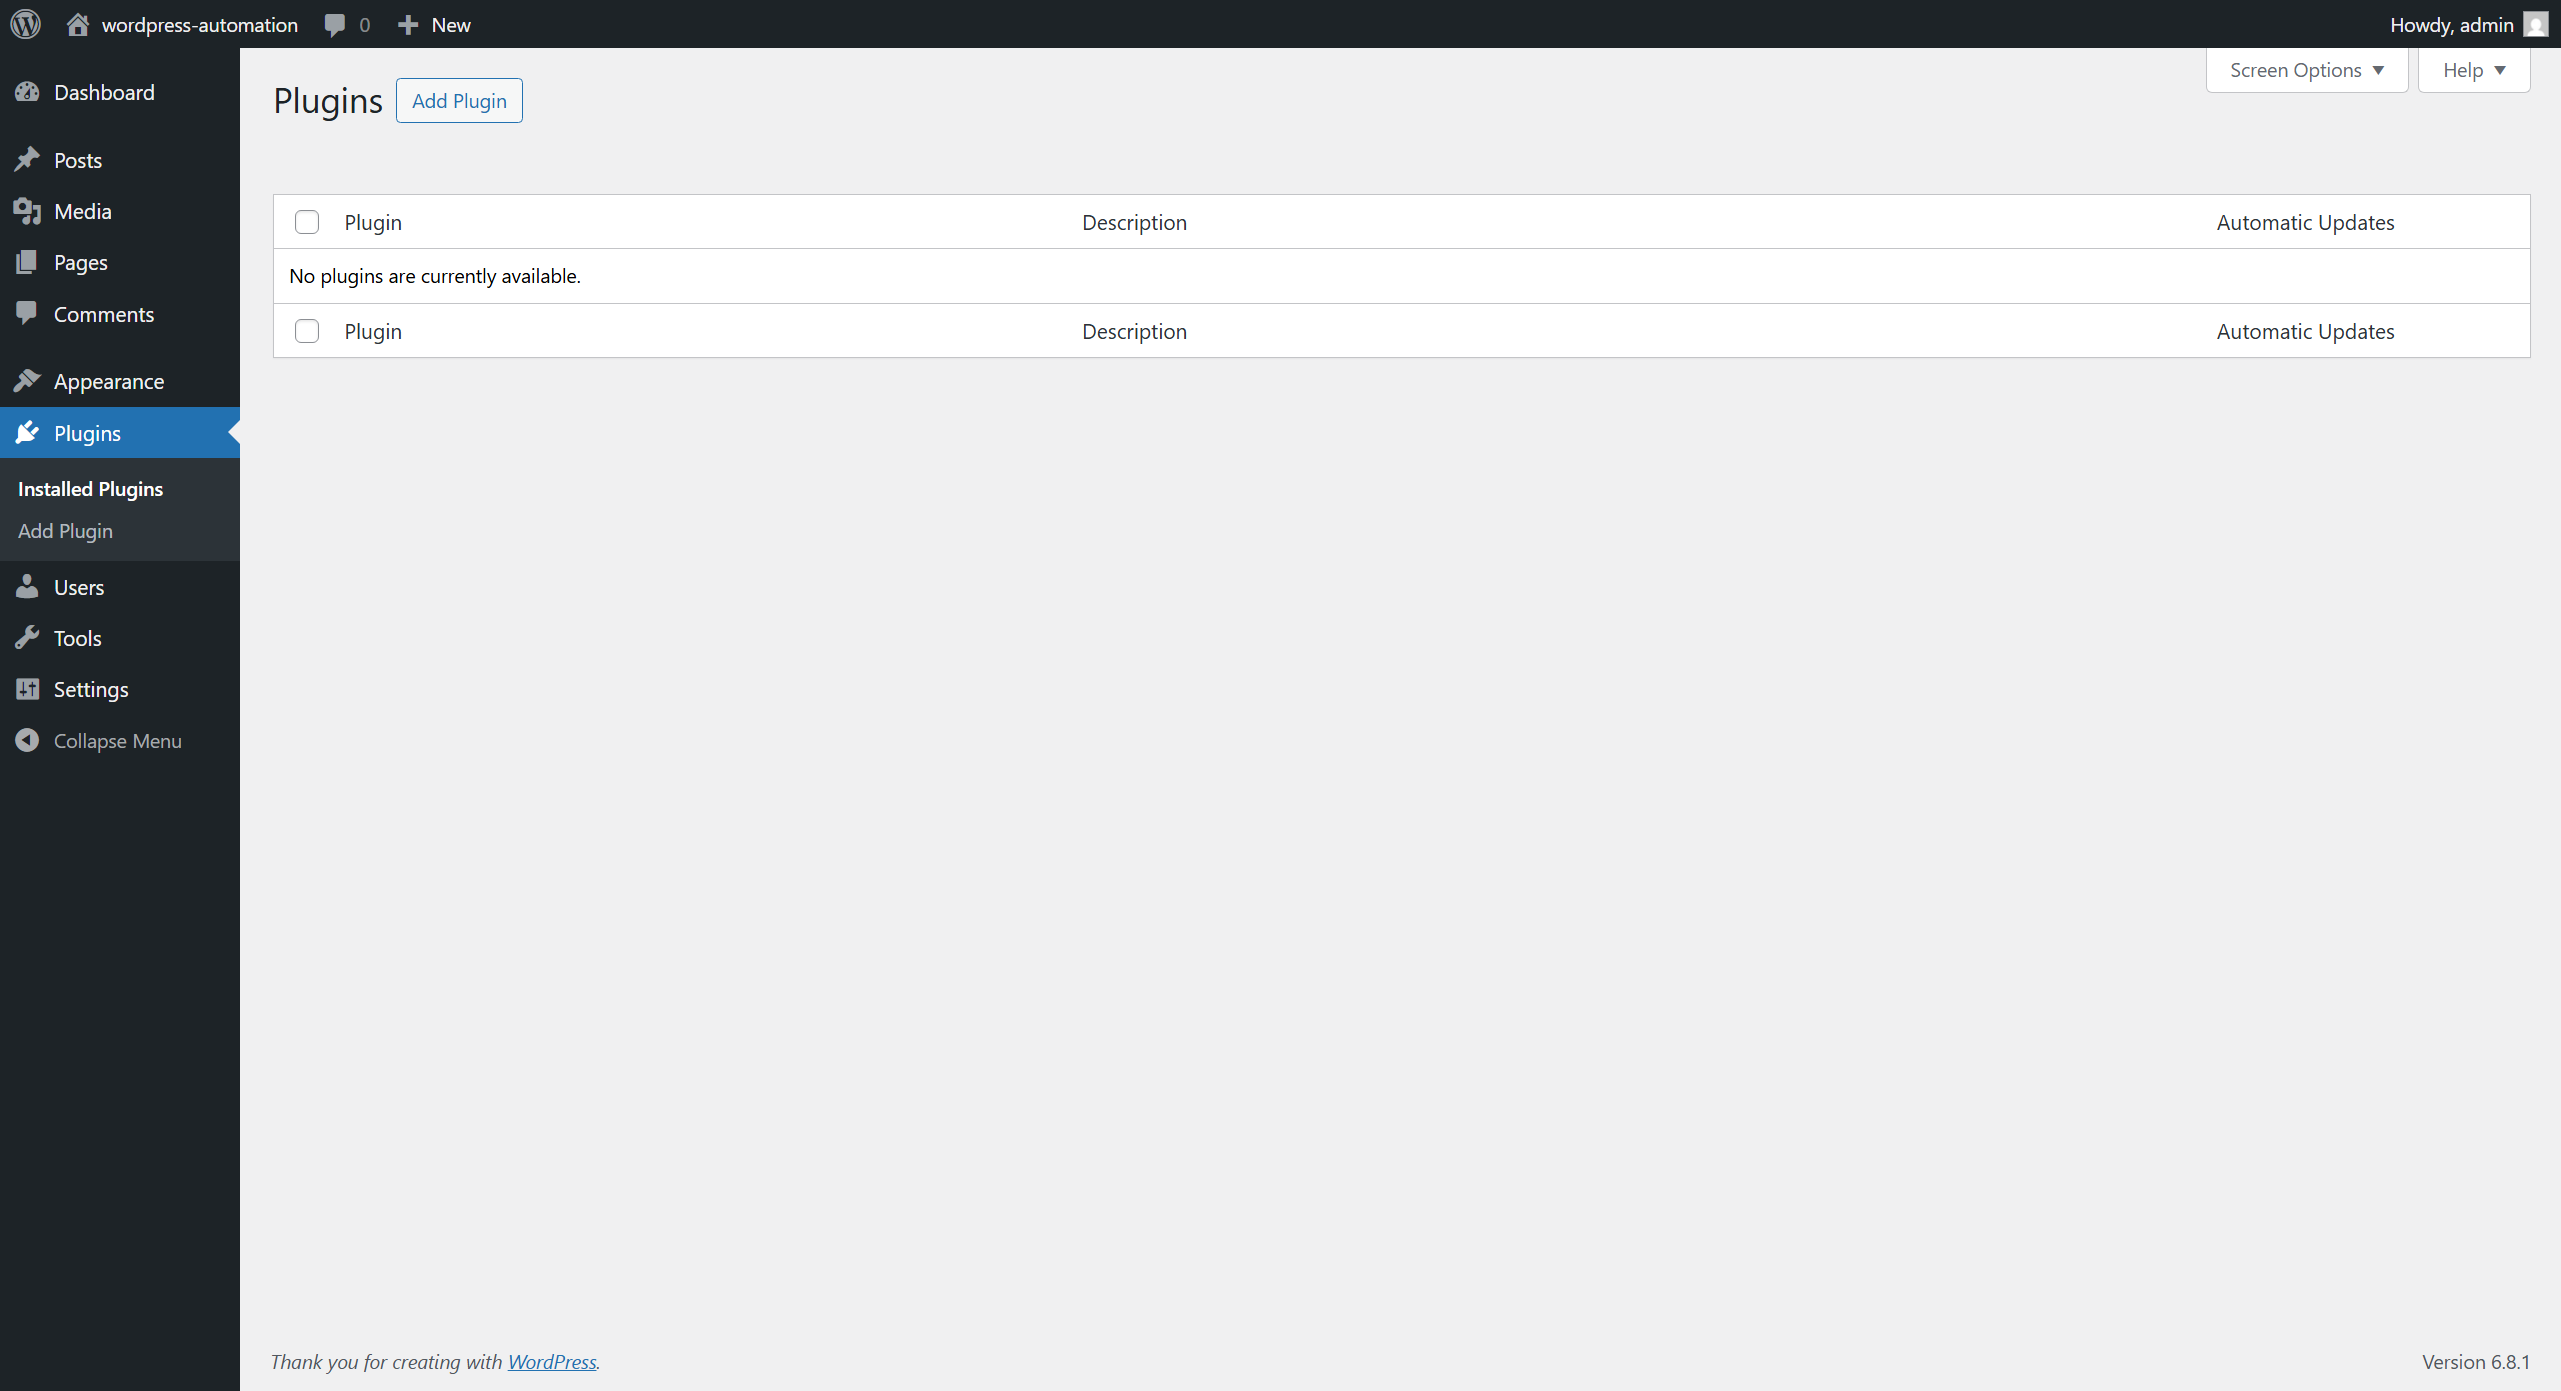 wordpress-automation 0 New Howdy, admin
Screen Options Help
Dashboard
Posts
Media
Pages
Comments
Appearance
Plugins
Installed Plugins
Add Plugin
Users
Tools
Settings
Collapse Menu
Plugins Add Plugin
Plugin Description Automatic Updates
No plugins are currently available.
Plugin Description Automatic Updates
Thank you for creating with WordPress. Version 6.8.1